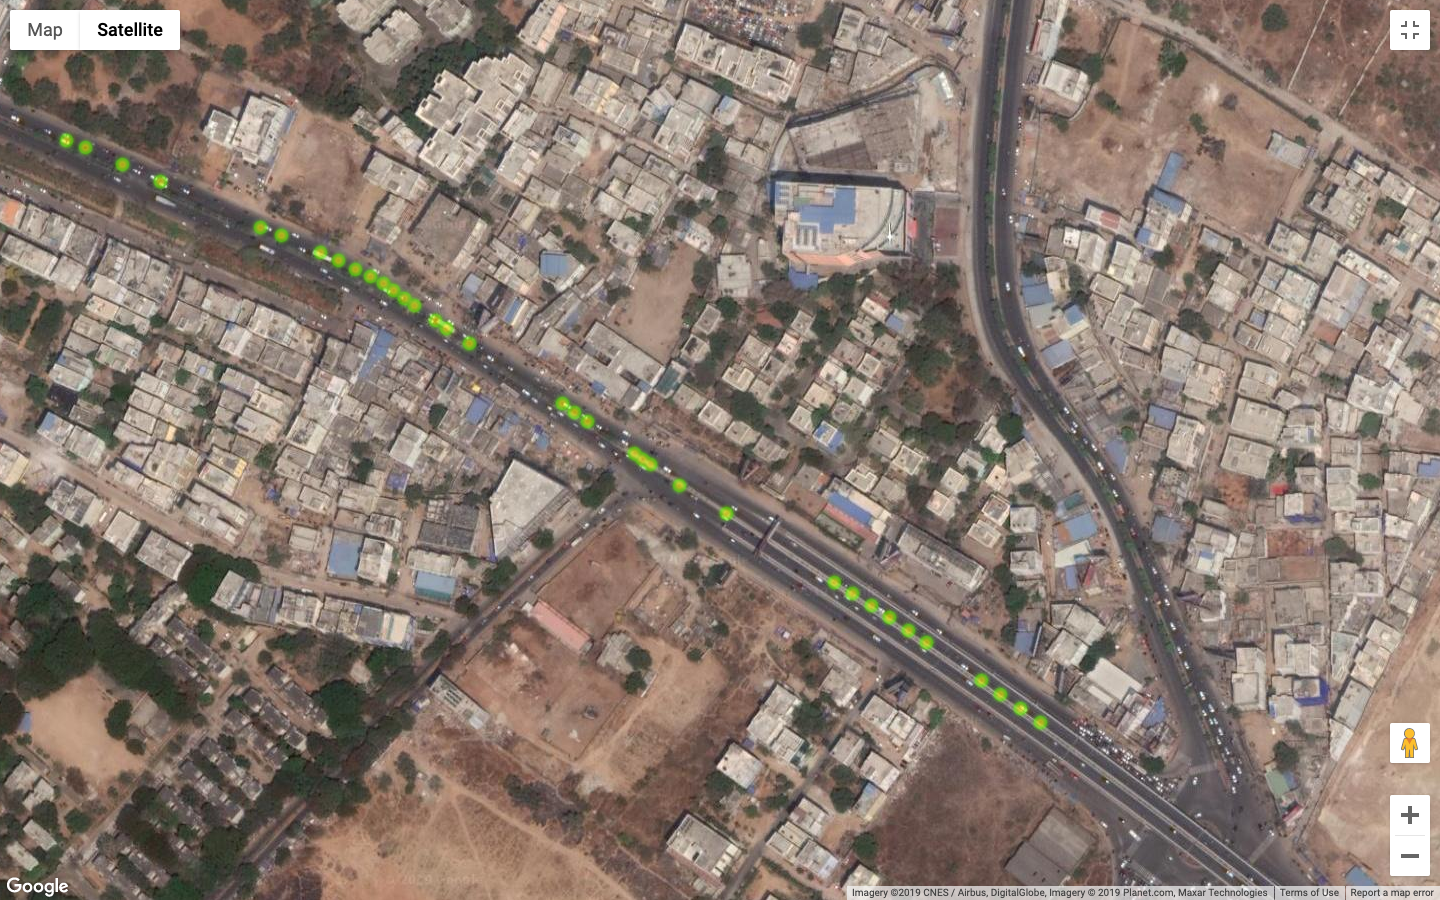 Map Satellite
Google
Imagery ©2019 CNES / Airbus, DigitalGlobe, Imagery © 2019 Planet.com, Maxar Technologies Terms of Use Report a map error